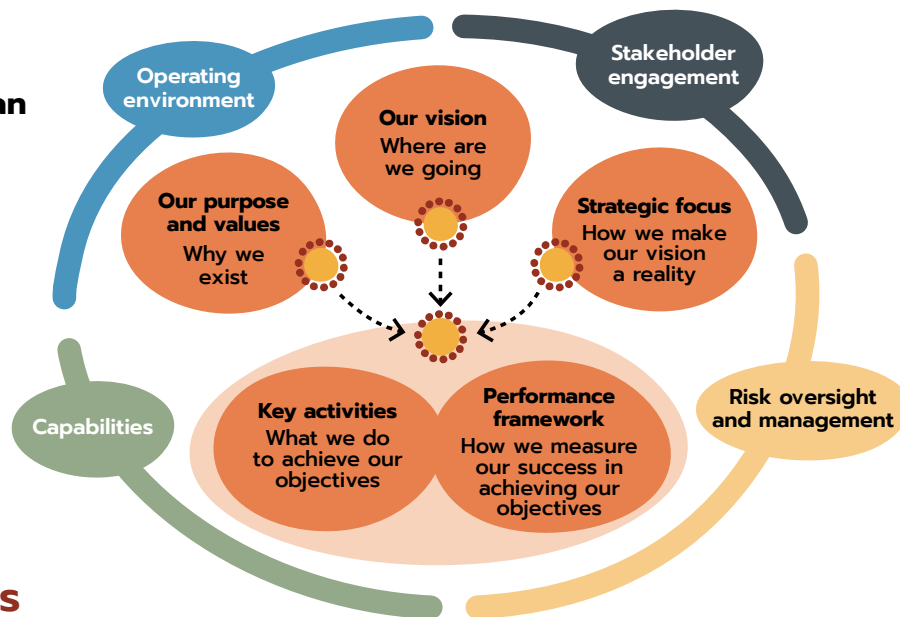 Operating
environment
Stakeholder
engagement
an
Our vision
Where are
we going
Our purpose
and values
Why we
exist
Strategic focus
How we make
our vision
a reality
Capabilities
Key activities
What we do
to achieve our
objectives
Performance
framework
How we measure
our success in
achieving our
objectives
Risk oversight
and management
s